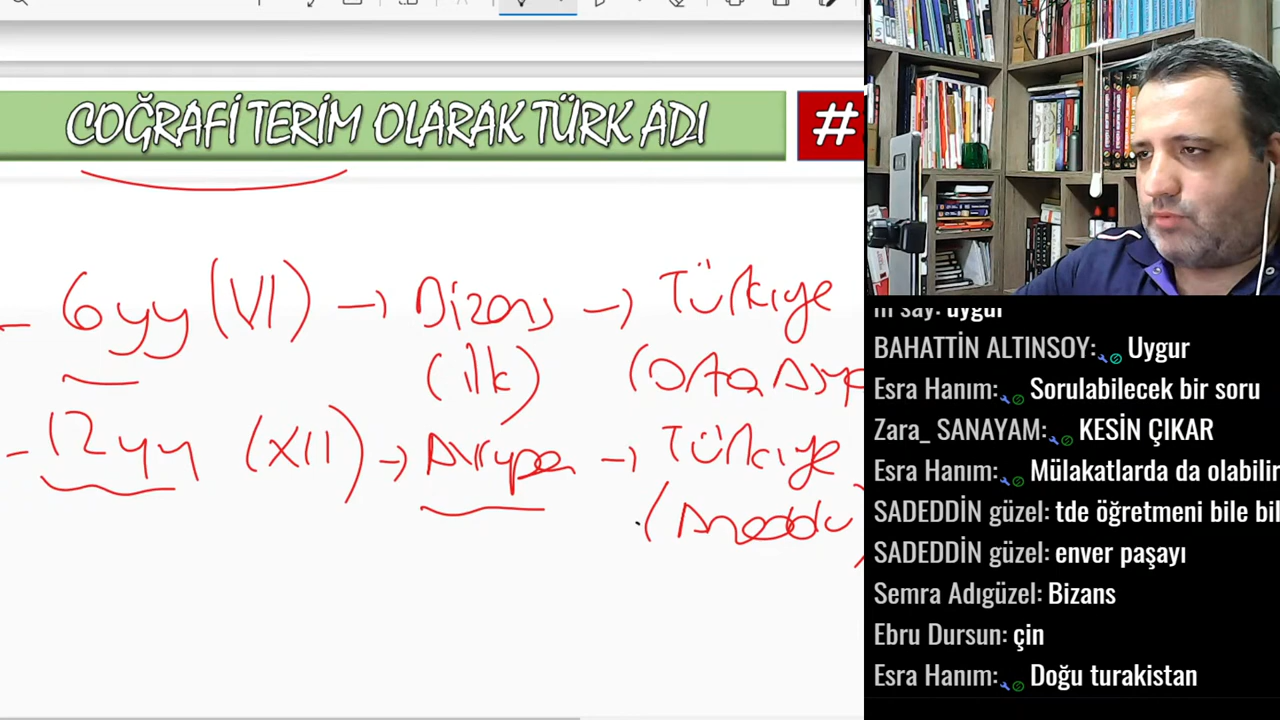 COĞRAFİ TERİM OLARAK TÜRK ADI #
- 6yy (VI) → Bizans → Türkiye
(ilk) (Orta Asya
- 12yy (XII) → Avrupa → Türkiye
(Anadolu)
BAHATTİN ALTINSOY: Uygur
Esra Hanım: Sorulabilecek bir soru
Zara_ SANAYAM: KESİN ÇIKAR
Esra Hanım: Mülakatlarda da olabilir
SADEDDİN güzel: tde öğretmeni bile bil
SADEDDİN güzel: enver paşayı
Semra Adıgüzel: Bizans
Ebru Dursun: çin
Esra Hanım: Doğu turakistan